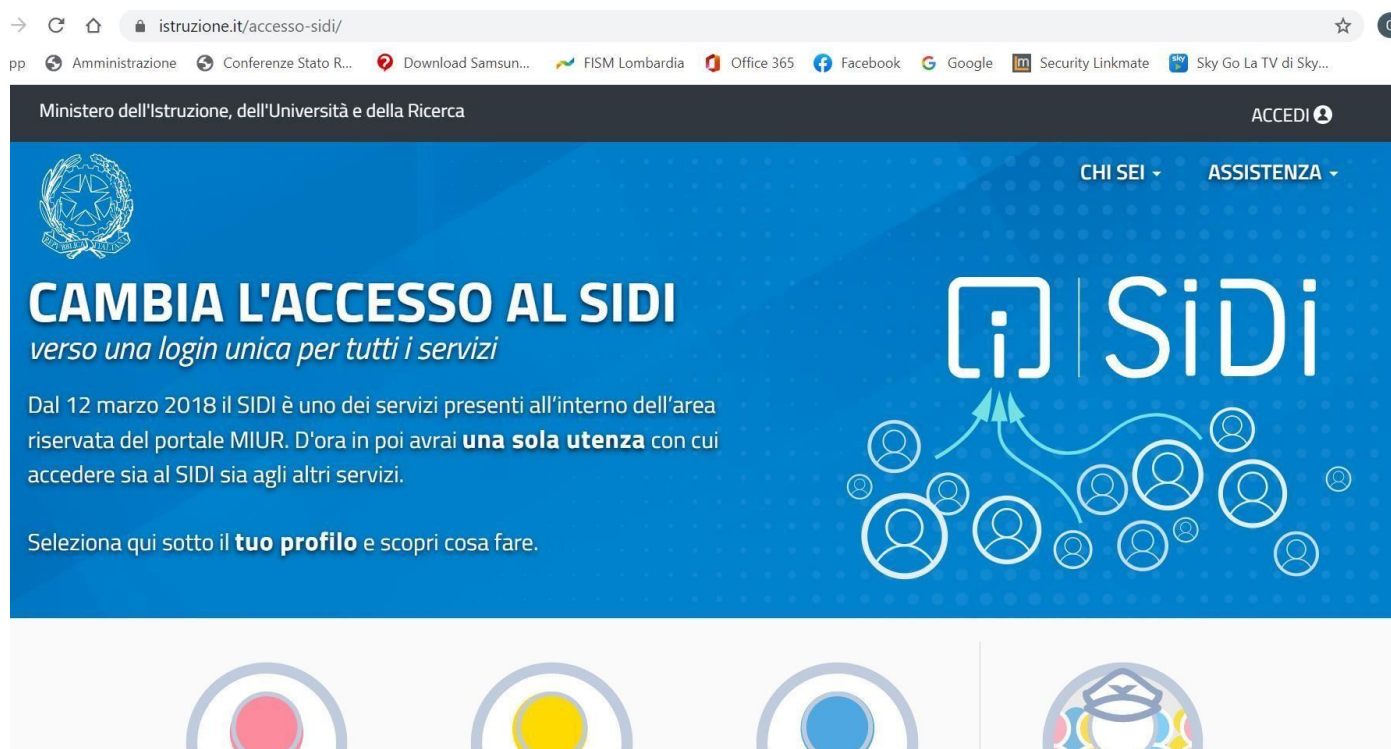 istruzione.it/accesso-sidi/
pp Amministrazione Conferenze Stato R... Download Samsun... FISM Lombardia Office 365 Facebook Google Security Linkmate Sky Go La TV di Sky...
Ministero dell'Istruzione, dell'Università e della Ricerca ACCEDI
CHI SEI ASSISTENZA
REPVBBLICA ITALIANA
CAMBIA L'ACCESSO AL SIDI
verso una login unica per tutti i servizi
SiDi
Dal 12 marzo 2018 il SIDI è uno dei servizi presenti all’interno dell’area
riservata del portale MIUR. D'ora in poi avrai una sola utenza con cui
accedere sia al SIDI sia agli altri servizi.
Seleziona qui sotto il tuo profilo e scopri cosa fare.